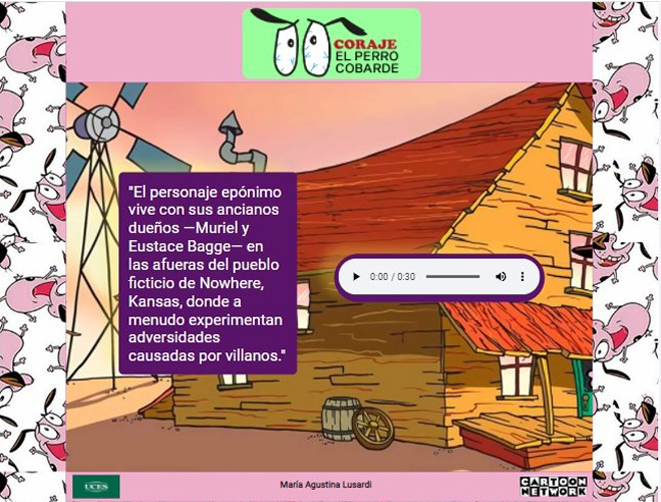 CORAJE
EL PERRO
COBARDE
"El personaje epónimo
vive con sus ancianos
dueños —Muriel y
Eustace Bagge— en
las afueras del pueblo
ficticio de Nowhere,
Kansas, donde a
menudo experimentan
adversidades
causadas por villanos."
0:00 / 0:30
UCES
María Agustina Lusardi
CARTOON
NETWORK